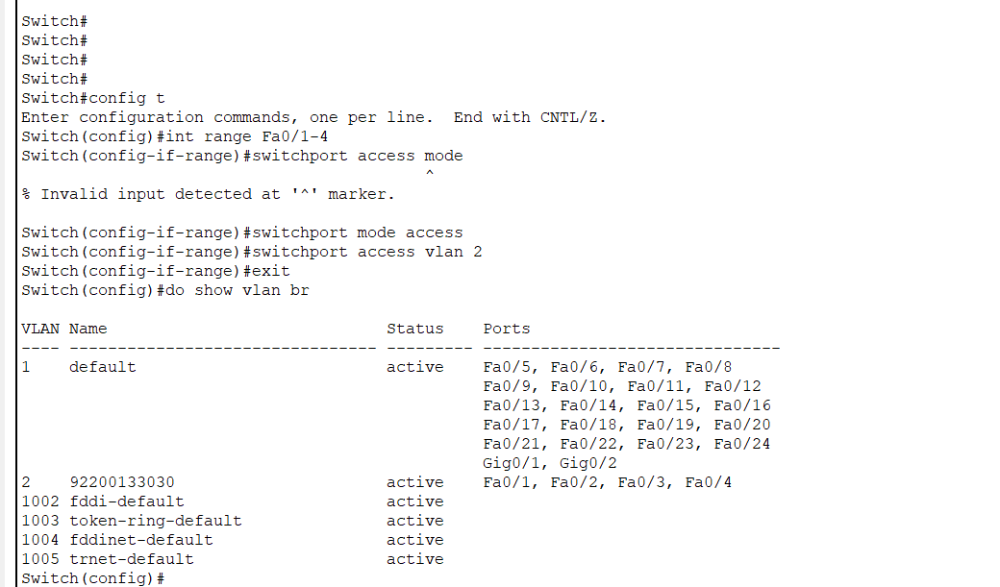 Switch#
Switch#
Switch#
Switch#
Switch#config t
Enter configuration commands, one per line.  End with CNTL/Z.
Switch(config)#int range Fa0/1-4
Switch(config-if-range)#switchport access mode
                                          ^
% Invalid input detected at '^' marker.

Switch(config-if-range)#switchport mode access
Switch(config-if-range)#switchport access vlan 2
Switch(config-if-range)#exit
Switch(config)#do show vlan br

VLAN Name                             Status    Ports
---- -------------------------------- --------- -------------------------------
1    default                          active    Fa0/5, Fa0/6, Fa0/7, Fa0/8
                                                Fa0/9, Fa0/10, Fa0/11, Fa0/12
                                                Fa0/13, Fa0/14, Fa0/15, Fa0/16
                                                Fa0/17, Fa0/18, Fa0/19, Fa0/20
                                                Fa0/21, Fa0/22, Fa0/23, Fa0/24
                                                Gig0/1, Gig0/2
2    92200133030                      active    Fa0/1, Fa0/2, Fa0/3, Fa0/4
1002 fddi-default                     active
1003 token-ring-default               active
1004 fddinet-default                  active
1005 trnet-default                    active
Switch(config)#